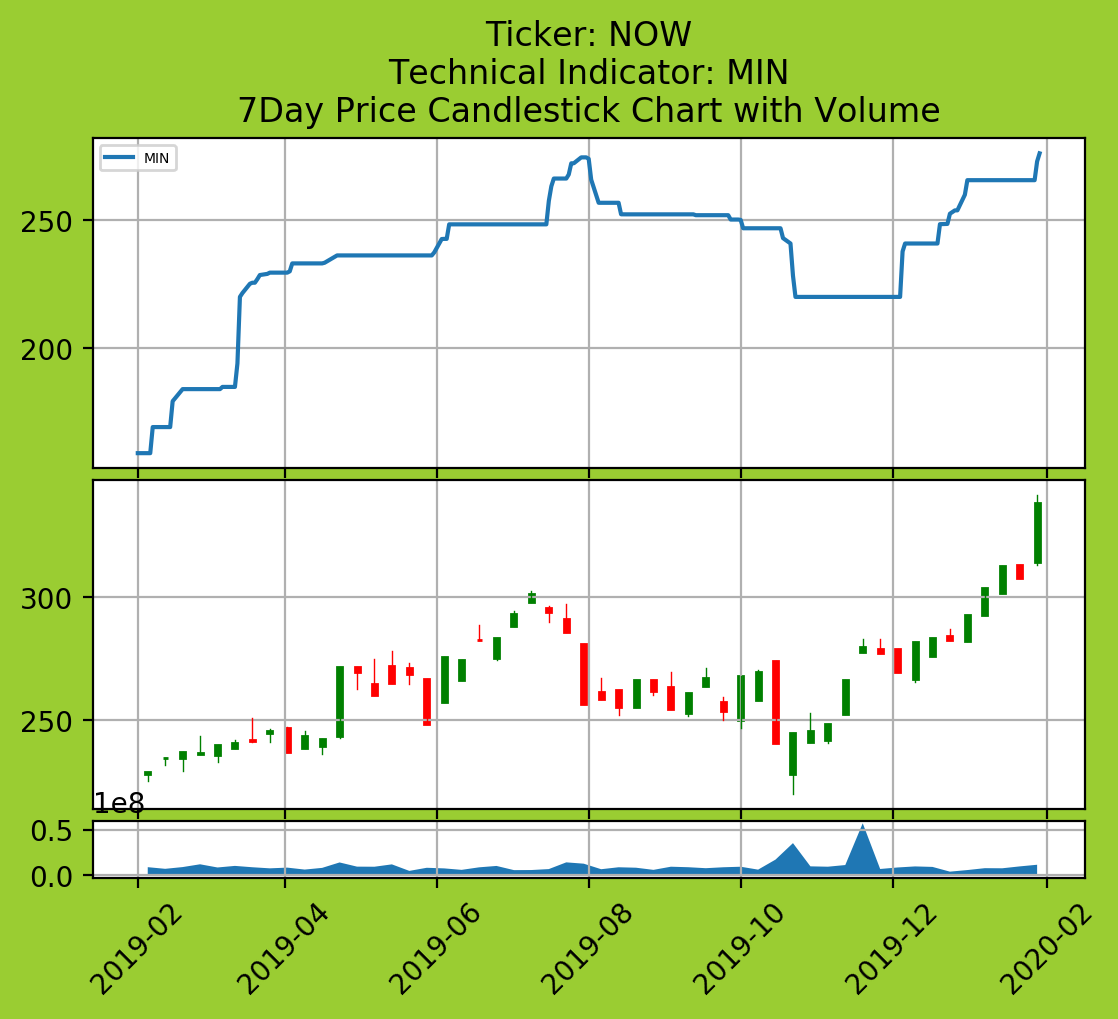 Ticker: NOW
Technical Indicator: MIN
7Day Price Candlestick Chart with Volume
MIN
250
200
300
250
1e8
0.5
0.0
2019-02
2019-04
2019-06
2019-08
2019-10
2019-12
2020-02